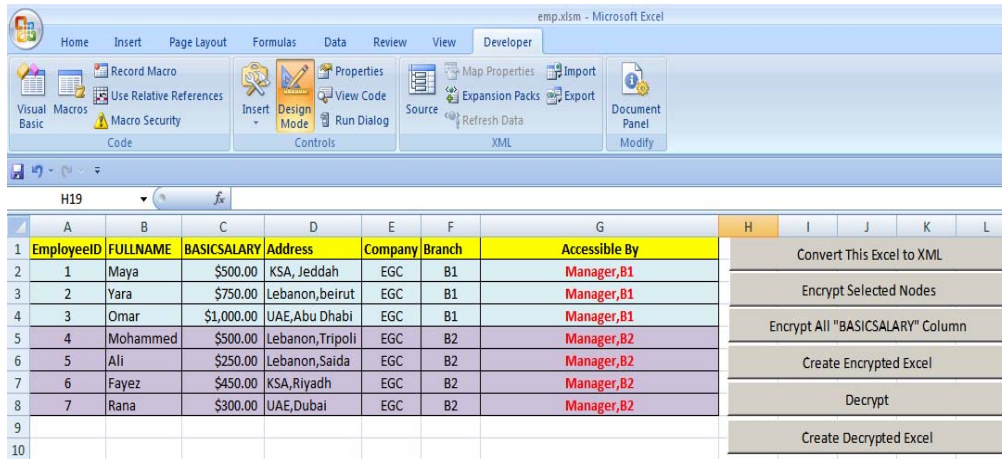 emp.xlsm - Microsoft Excel
Home Insert Page Layout Formulas Data Review View Developer
Visual Basic
Macros
Record Macro
Use Relative References
Macro Security
Code
Insert
Design Mode
Properties
View Code
Run Dialog
Controls
Source
Map Properties
Expansion Packs
Refresh Data
Import
Export
XML
Document Panel
Modify
H19 fx
A B C D E F G H I J K L
1 EmployeeID FULLNAME BASICSALARY Address Company Branch Accessible By
2 1 Maya $500.00 KSA, Jeddah EGC B1 Manager,B1
3 2 Yara $750.00 Lebanon,beirut EGC B1 Manager,B1
4 3 Omar $1,000.00 UAE,Abu Dhabi EGC B1 Manager,B1
5 4 Mohammed $500.00 Lebanon,Tripoli EGC B2 Manager,B2
6 5 Ali $250.00 Lebanon,Saida EGC B2 Manager,B2
7 6 Fayez $450.00 KSA,Riyadh EGC B2 Manager,B2
8 7 Rana $300.00 UAE,Dubai EGC B2 Manager,B2
9
10
Convert This Excel to XML
Encrypt Selected Nodes
Encrypt All "BASICSALARY" Column
Create Encrypted Excel
Decrypt
Create Decrypted Excel